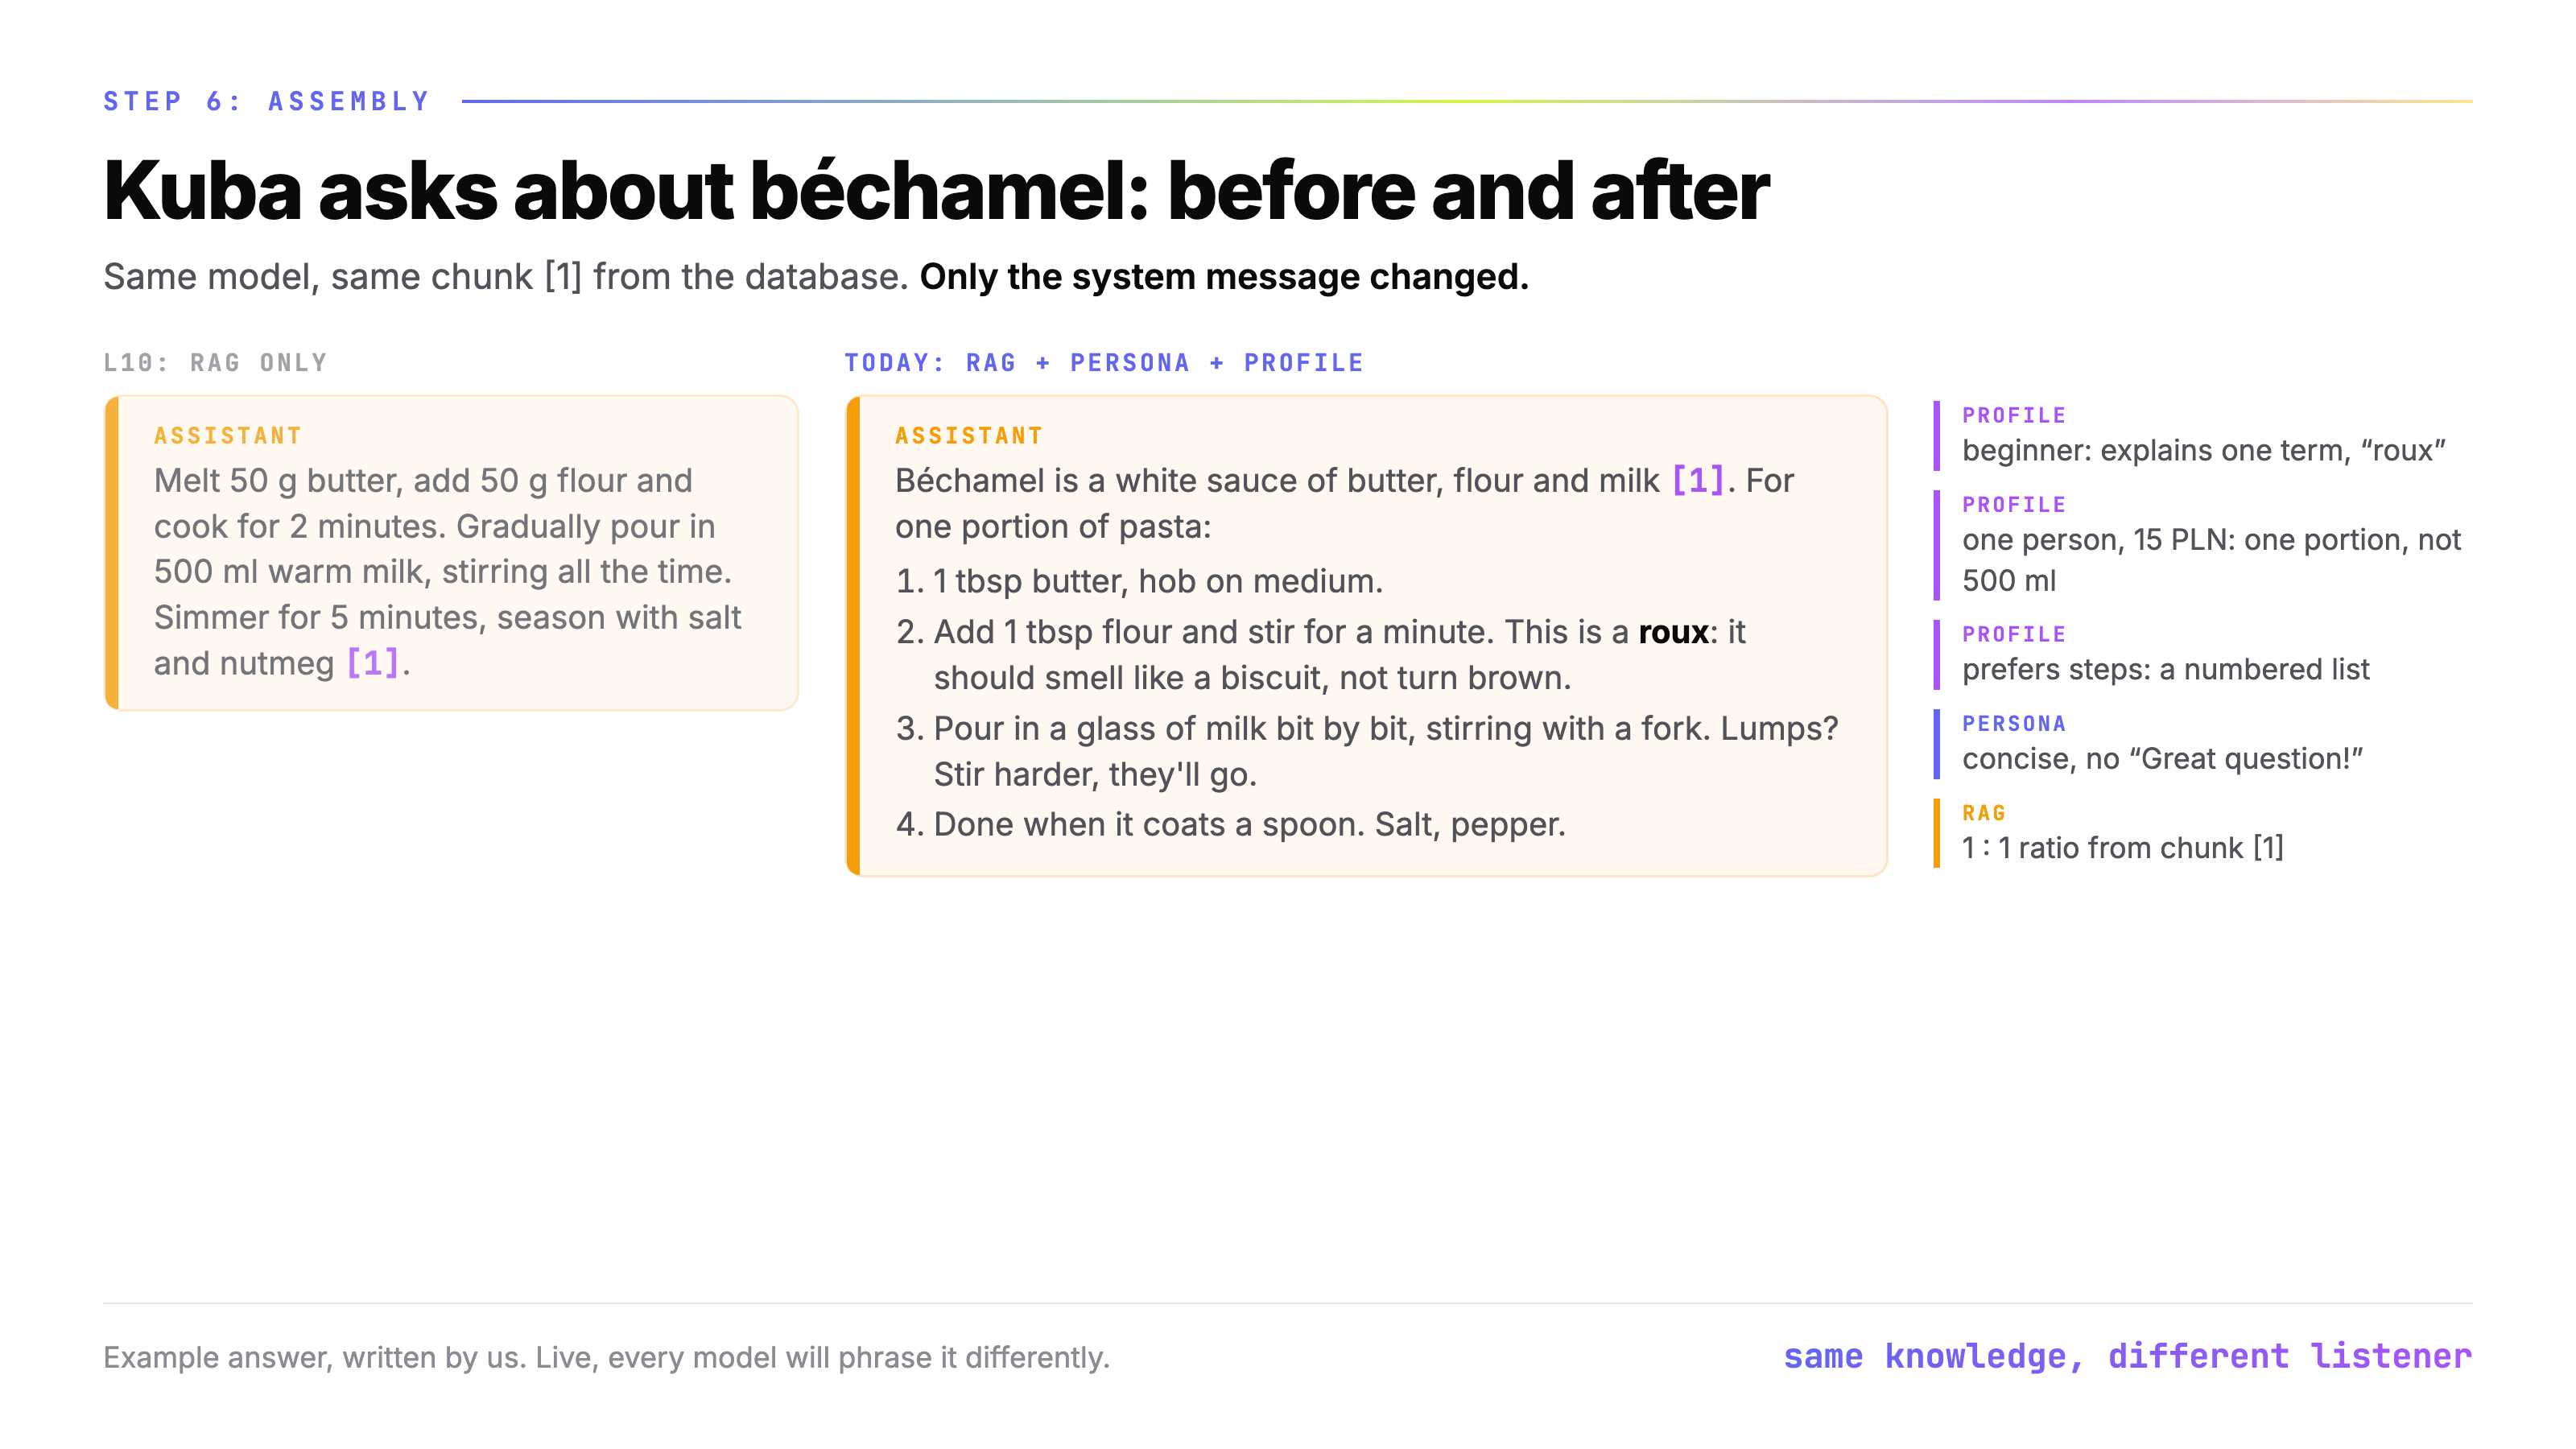 STEP 6: ASSEMBLY
Kuba asks about béchamel: before and after
Same model, same chunk [1] from the database. Only the system message changed.
L10: RAG ONLY
ASSISTANT
Melt 50 g butter, add 50 g flour and
cook for 2 minutes. Gradually pour in
500 ml warm milk, stirring all the time.
Simmer for 5 minutes, season with salt
and nutmeg [1].
TODAY: RAG + PERSONA + PROFILE
ASSISTANT
Béchamel is a white sauce of butter, flour and milk [1]. For
one portion of pasta:
1. 1 tbsp butter, hob on medium.
2. Add 1 tbsp flour and stir for a minute. This is a roux: it
should smell like a biscuit, not turn brown.
3. Pour in a glass of milk bit by bit, stirring with a fork. Lumps?
Stir harder, they'll go.
4. Done when it coats a spoon. Salt, pepper.
PROFILE
beginner: explains one term, “roux”
PROFILE
one person, 15 PLN: one portion, not
500 ml
PROFILE
prefers steps: a numbered list
PERSONA
concise, no “Great question!”
RAG
1 : 1 ratio from chunk [1]
Example answer, written by us. Live, every model will phrase it differently.
same knowledge, different listener